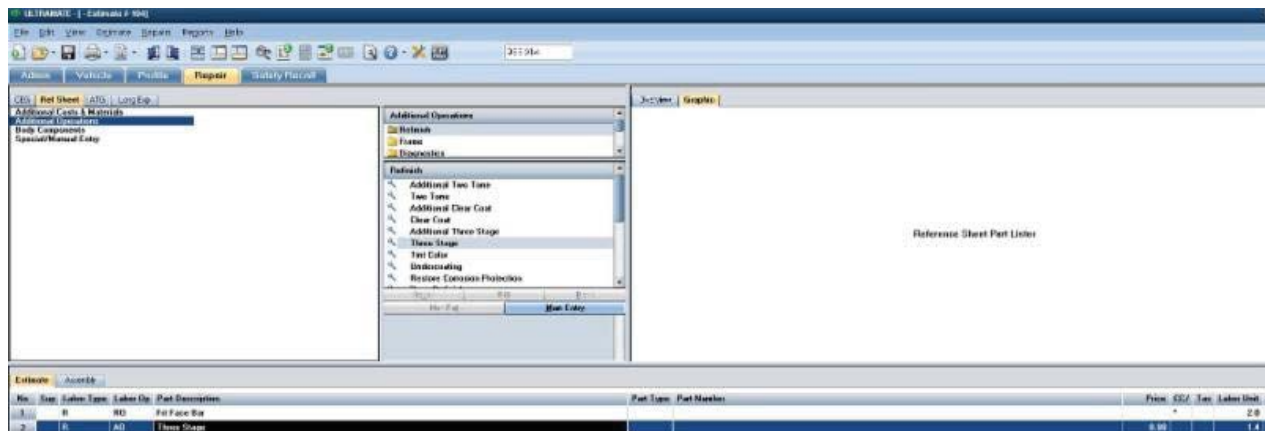 ULTRAMATE - [ - Estimate # 104]
File Edit View Estimate Repair Reports Help
Admin Vehicle Profile Repair Safety Recall
CEG Ref Sheet ATG Long Exp
Additional Costs & Materials
Additional Operations
Body Components
Special/Manual Entry
Additional Operations
Refinish
Frame
Diagnostics
Refinish
Additional Two Tone
Two Tone
Additional Clear Coat
Clear Coat
Additional Three Stage
Three Stage
Tint Color
Undercoating
Restore Corrosion Protection
Man Entry
Overview Graphic
Reference Sheet Part Lister
Estimate Assembly
No. Sup Labor Type Labor Op Part Description Part Type Part Number Price CC/ Tax Labor Unit
1 R RO Frt Face Bar * 2.0
2 R AO Three Stage 0.00 1.4